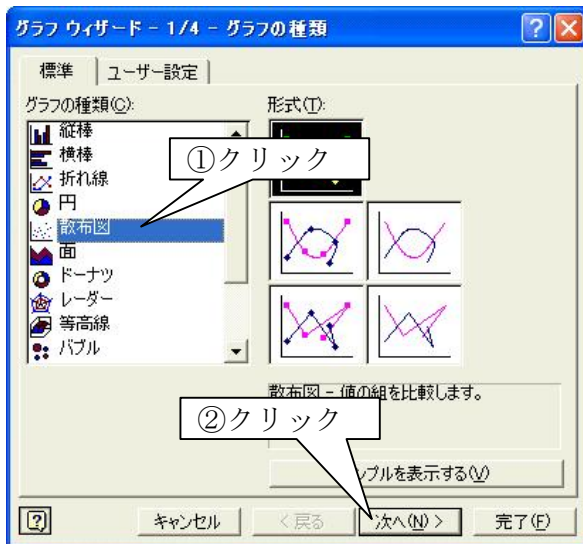 グラフ ウィザード - 1/4 - グラフの種類
標準
ユーザー設定
グラフの種類(C):
形式(T):
縦棒
横棒
折れ線
円
散布図
面
ドーナツ
レーダー
等高線
バブル
①クリック
散布図 - 値の組を比較します。
②クリック
プルを表示する(V)
キャンセル
< 戻る
次へ(N) >
完了(F)